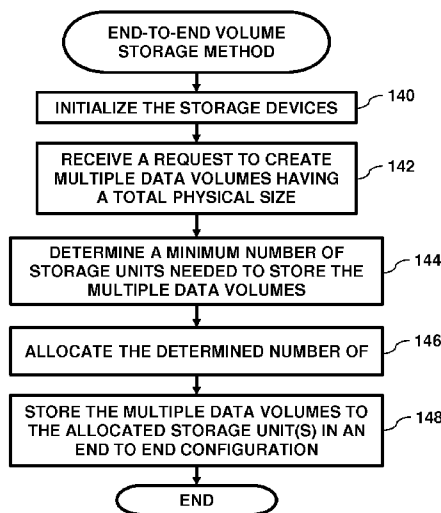 END-TO-END VOLUME
STORAGE METHOD
INITIALIZE THE STORAGE DEVICES
140
RECEIVE A REQUEST TO CREATE
MULTIPLE DATA VOLUMES HAVING
A TOTAL PHYSICAL SIZE
142
DETERMINE A MINIMUM NUMBER OF
STORAGE UNITS NEEDED TO STORE THE
MULTIPLE DATA VOLUMES
144
ALLOCATE THE DETERMINED NUMBER OF
146
STORE THE MULTIPLE DATA VOLUMES TO
THE ALLOCATED STORAGE UNIT(S) IN AN
END TO END CONFIGURATION
148
END